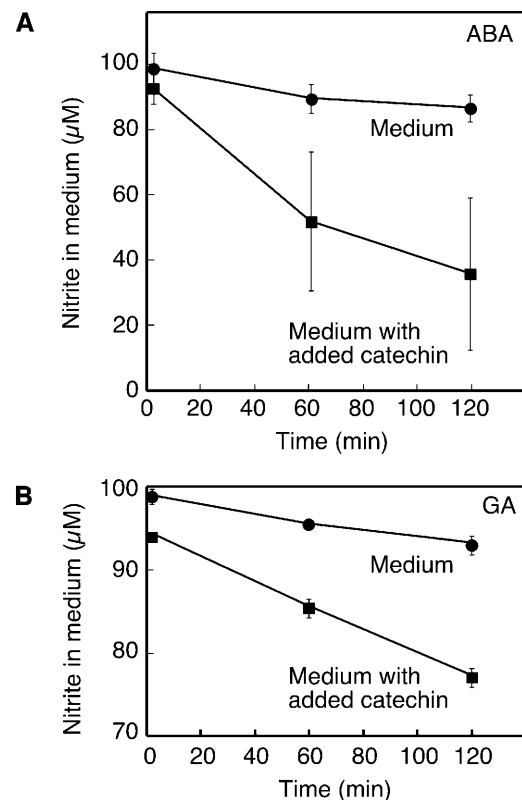 A
ABA
Nitrite in medium (µM)
100
80
60
40
20
0
Medium
Medium with
added catechin
0 20 40 60 80 100 120
Time (min)
B
GA
Nitrite in medium (µM)
100
90
80
70
Medium
Medium with
added catechin
0 20 40 60 80 100 120
Time (min)